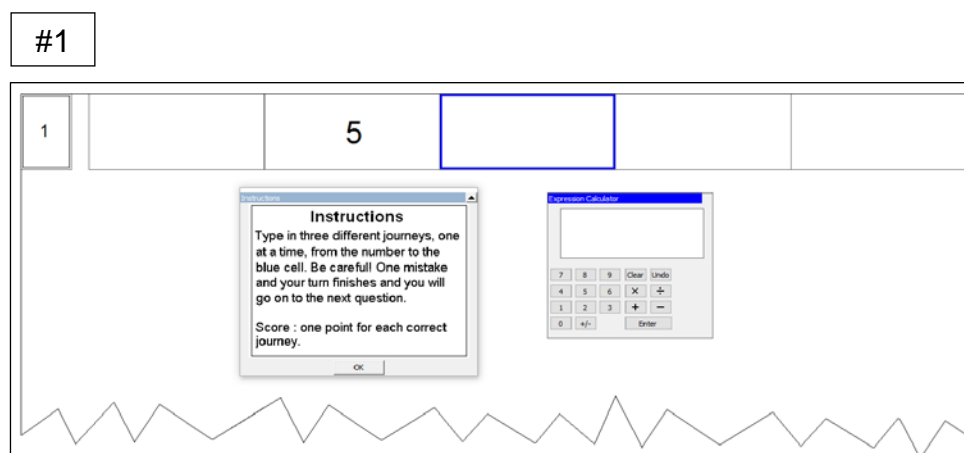 #1
1
5
Instructions
Instructions
Type in three different journeys, one
at a time, from the number to the
blue cell. Be careful! One mistake
and your turn finishes and you will
go on to the next question.
Score : one point for each correct
journey.
OK
Expression Calculator
7 8 9 Clear Undo
4 5 6 × ÷
1 2 3 + −
0 +/- Enter